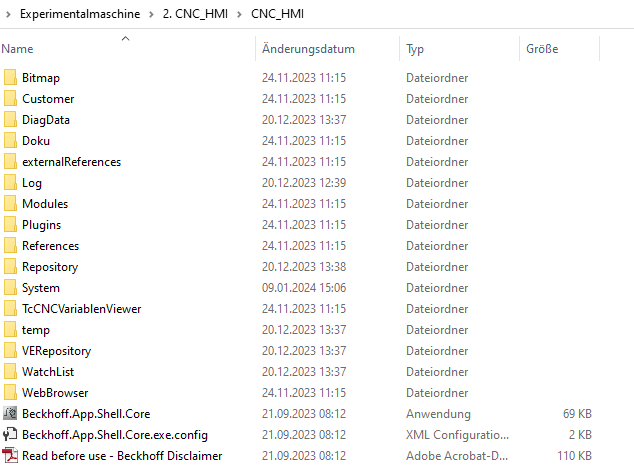 Experimentalmaschine > 2. CNC_HMI > CNC_HMI
Name Änderungsdatum Typ Größe
Bitmap 24.11.2023 11:15 Dateiordner
Customer 24.11.2023 11:15 Dateiordner
DiagData 20.12.2023 13:37 Dateiordner
Doku 24.11.2023 11:15 Dateiordner
externalReferences 24.11.2023 11:15 Dateiordner
Log 20.12.2023 12:39 Dateiordner
Modules 24.11.2023 11:15 Dateiordner
Plugins 24.11.2023 11:15 Dateiordner
References 24.11.2023 11:15 Dateiordner
Repository 20.12.2023 13:38 Dateiordner
System 09.01.2024 15:06 Dateiordner
TcCNCVariablenViewer 24.11.2023 11:15 Dateiordner
temp 20.12.2023 13:37 Dateiordner
VERepository 20.12.2023 13:37 Dateiordner
WatchList 20.12.2023 13:37 Dateiordner
WebBrowser 24.11.2023 11:15 Dateiordner
Beckhoff.App.Shell.Core 21.09.2023 08:12 Anwendung 69 KB
Beckhoff.App.Shell.Core.exe.config 21.09.2023 08:12 XML Configuratio... 2 KB
Read before use - Beckhoff Disclaimer 21.09.2023 08:12 Adobe Acrobat-D... 110 KB